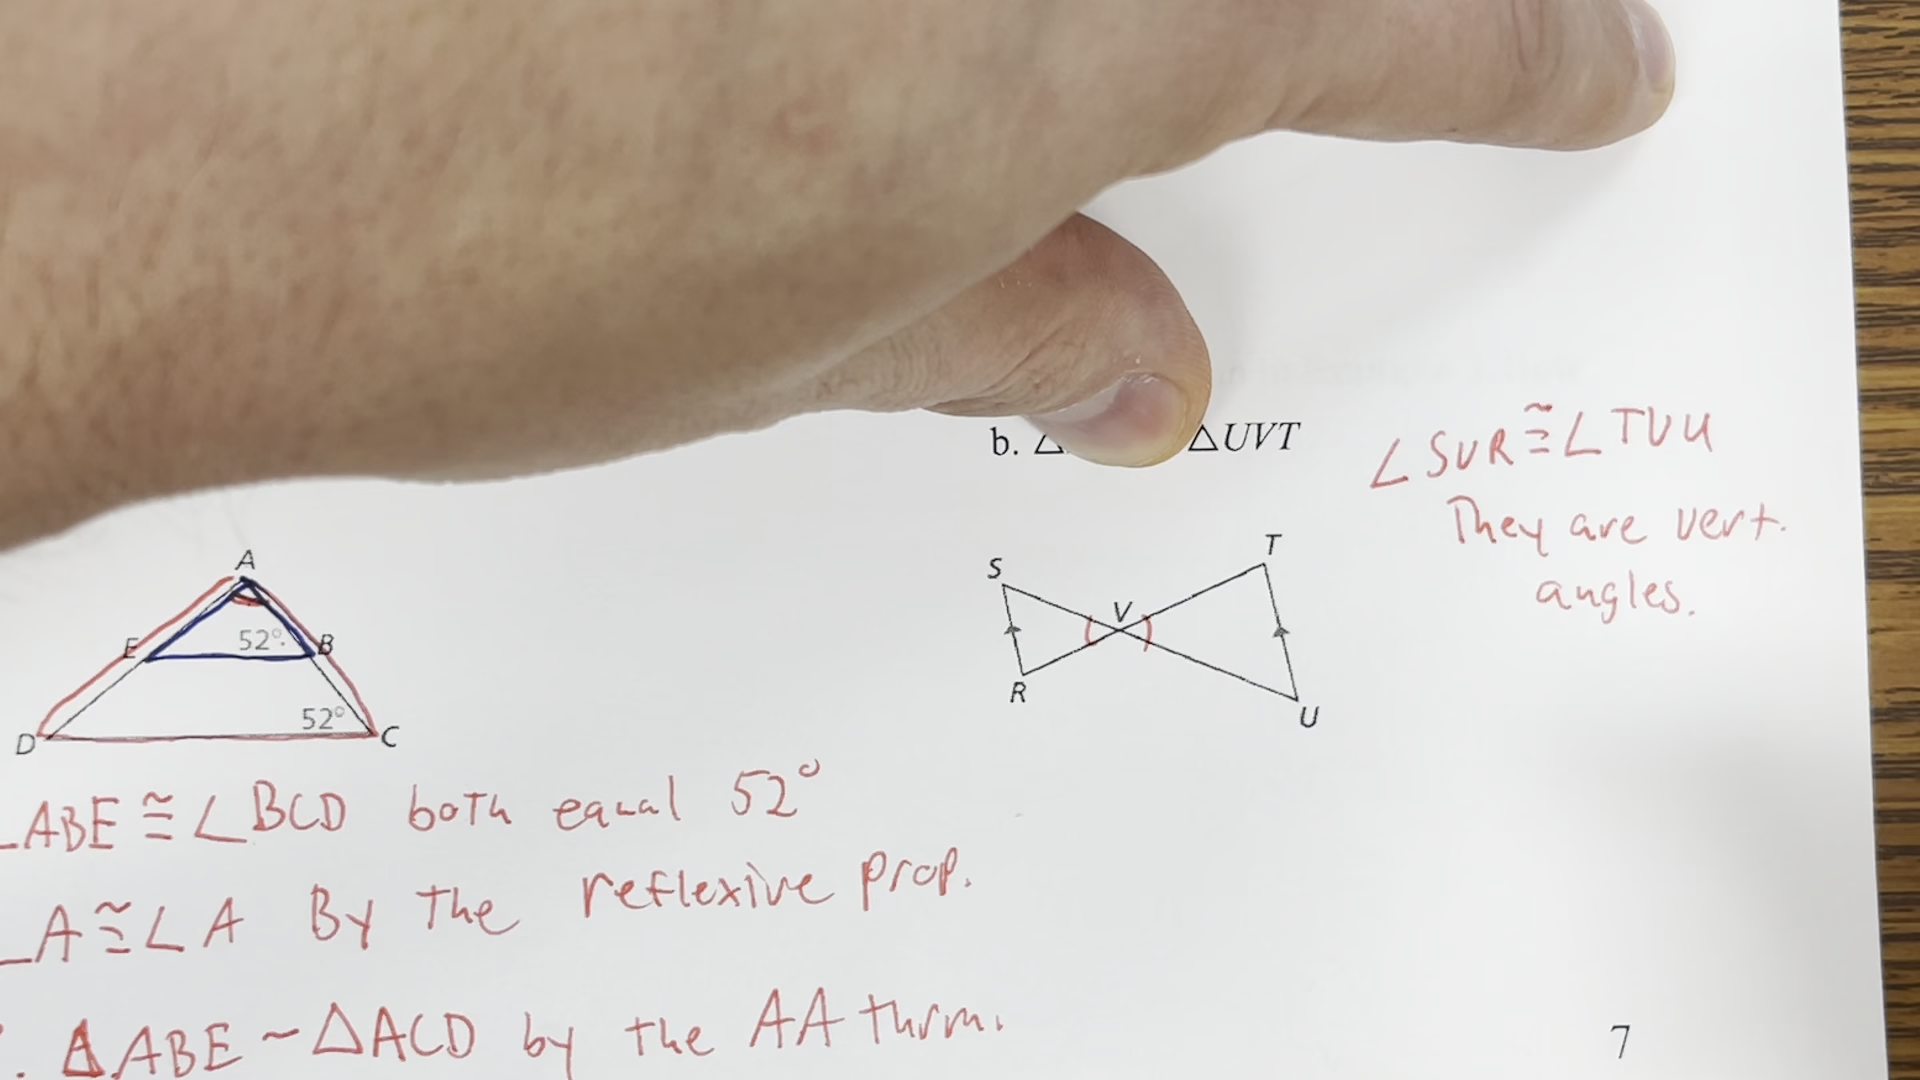 b. △ △UVT
∠SVR ≅ ∠TVU
They are vert.
angles.
A
E
52°
B
52°
D
C
S
T
V
R
U
∠ABE ≅ ∠BCD both equal 52°
∠A ≅ ∠A By the reflexive prop.
. △ABE ~ △ACD by the AA thrm.
7